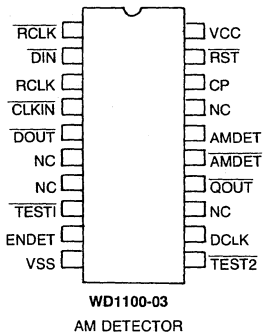 RCLK VCC
DIN RST
RCLK CP
CLKIN NC
DOUT AMDET
NC AMDET
NC QOUT
TESTI NC
ENDET DCLK
VSS TEST2
WD1100-03
AM DETECTOR